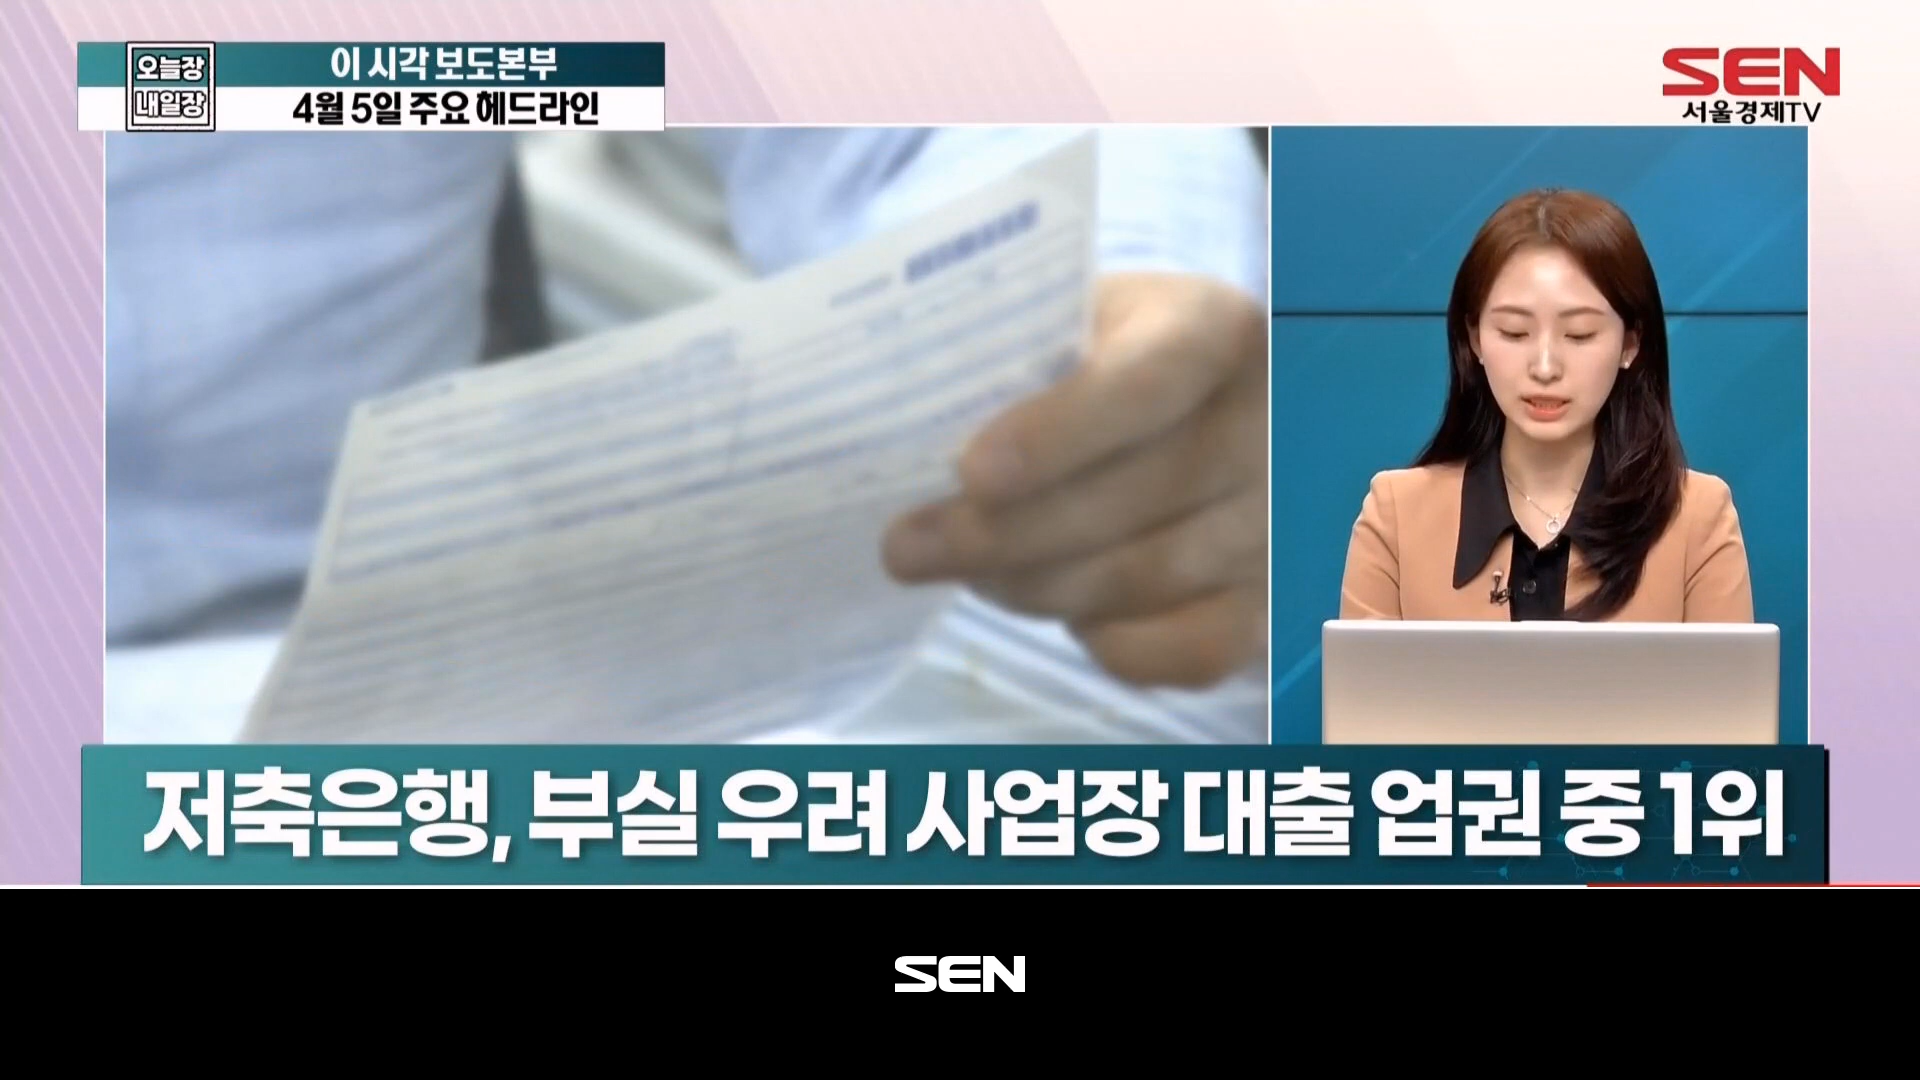 오늘장
내일장
이 시각 보도본부
4월 5일 주요 헤드라인
SEN
서울경제TV
저축은행, 부실 우려 사업장 대출 업권 중 1위
SEN